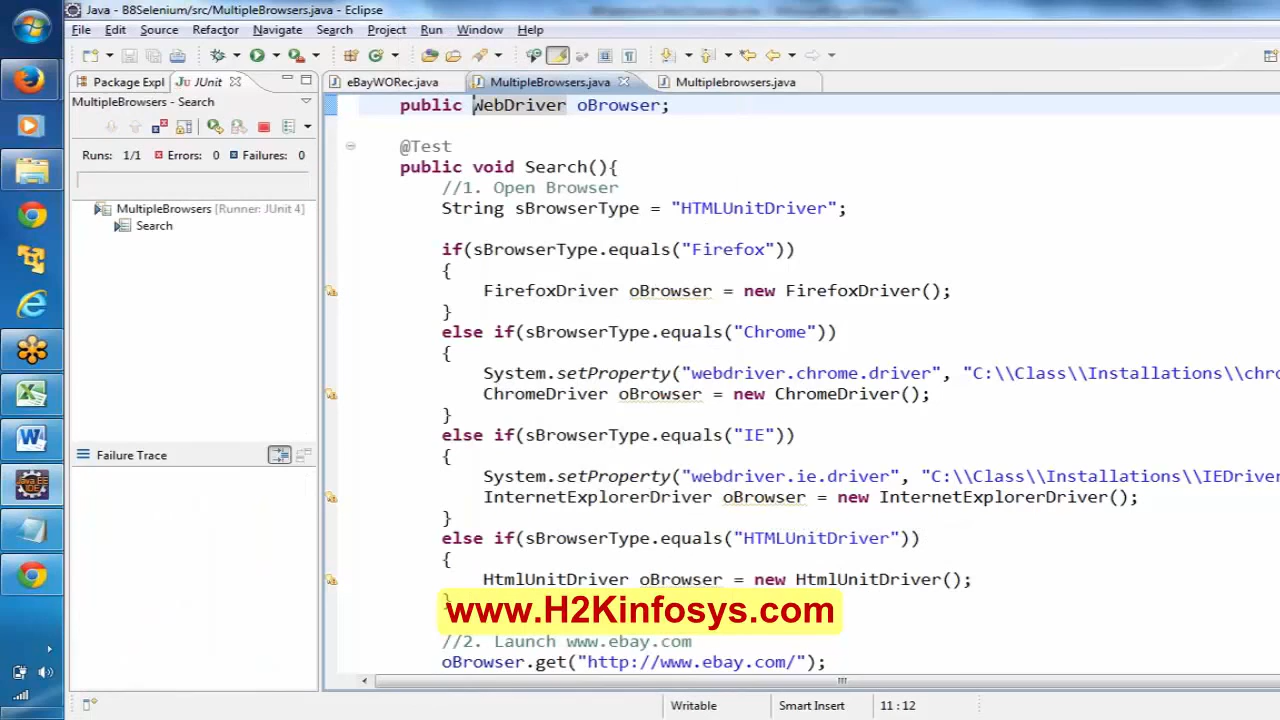 Java - B8Selenium/src/MultipleBrowsers.java - Eclipse
File Edit Source Refactor Navigate Search Project Run Window Help
Package Expl JUnit eBayWORec.java MultipleBrowsers.java Multiplebrowsers.java
MultipleBrowsers - Search
Runs: 1/1 Errors: 0 Failures: 0
MultipleBrowsers [Runner: JUnit 4]
Search
Failure Trace
public WebDriver oBrowser;
@Test
public void Search(){
//1. Open Browser
String sBrowserType = "HTMLUnitDriver";
if(sBrowserType.equals("Firefox"))
{
FirefoxDriver oBrowser = new FirefoxDriver();
}
else if(sBrowserType.equals("Chrome"))
{
System.setProperty("webdriver.chrome.driver", "C:\\Class\\Installations\\chro
ChromeDriver oBrowser = new ChromeDriver();
}
else if(sBrowserType.equals("IE"))
{
System.setProperty("webdriver.ie.driver", "C:\\Class\\Installations\\IEDriver
InternetExplorerDriver oBrowser = new InternetExplorerDriver();
}
else if(sBrowserType.equals("HTMLUnitDriver"))
{
HtmlUnitDriver oBrowser = new HtmlUnitDriver();
}
www.H2Kinfosys.com
//2. Launch www.ebay.com
oBrowser.get("http://www.ebay.com/");
Writable Smart Insert 11 : 12
Java EE
IDE